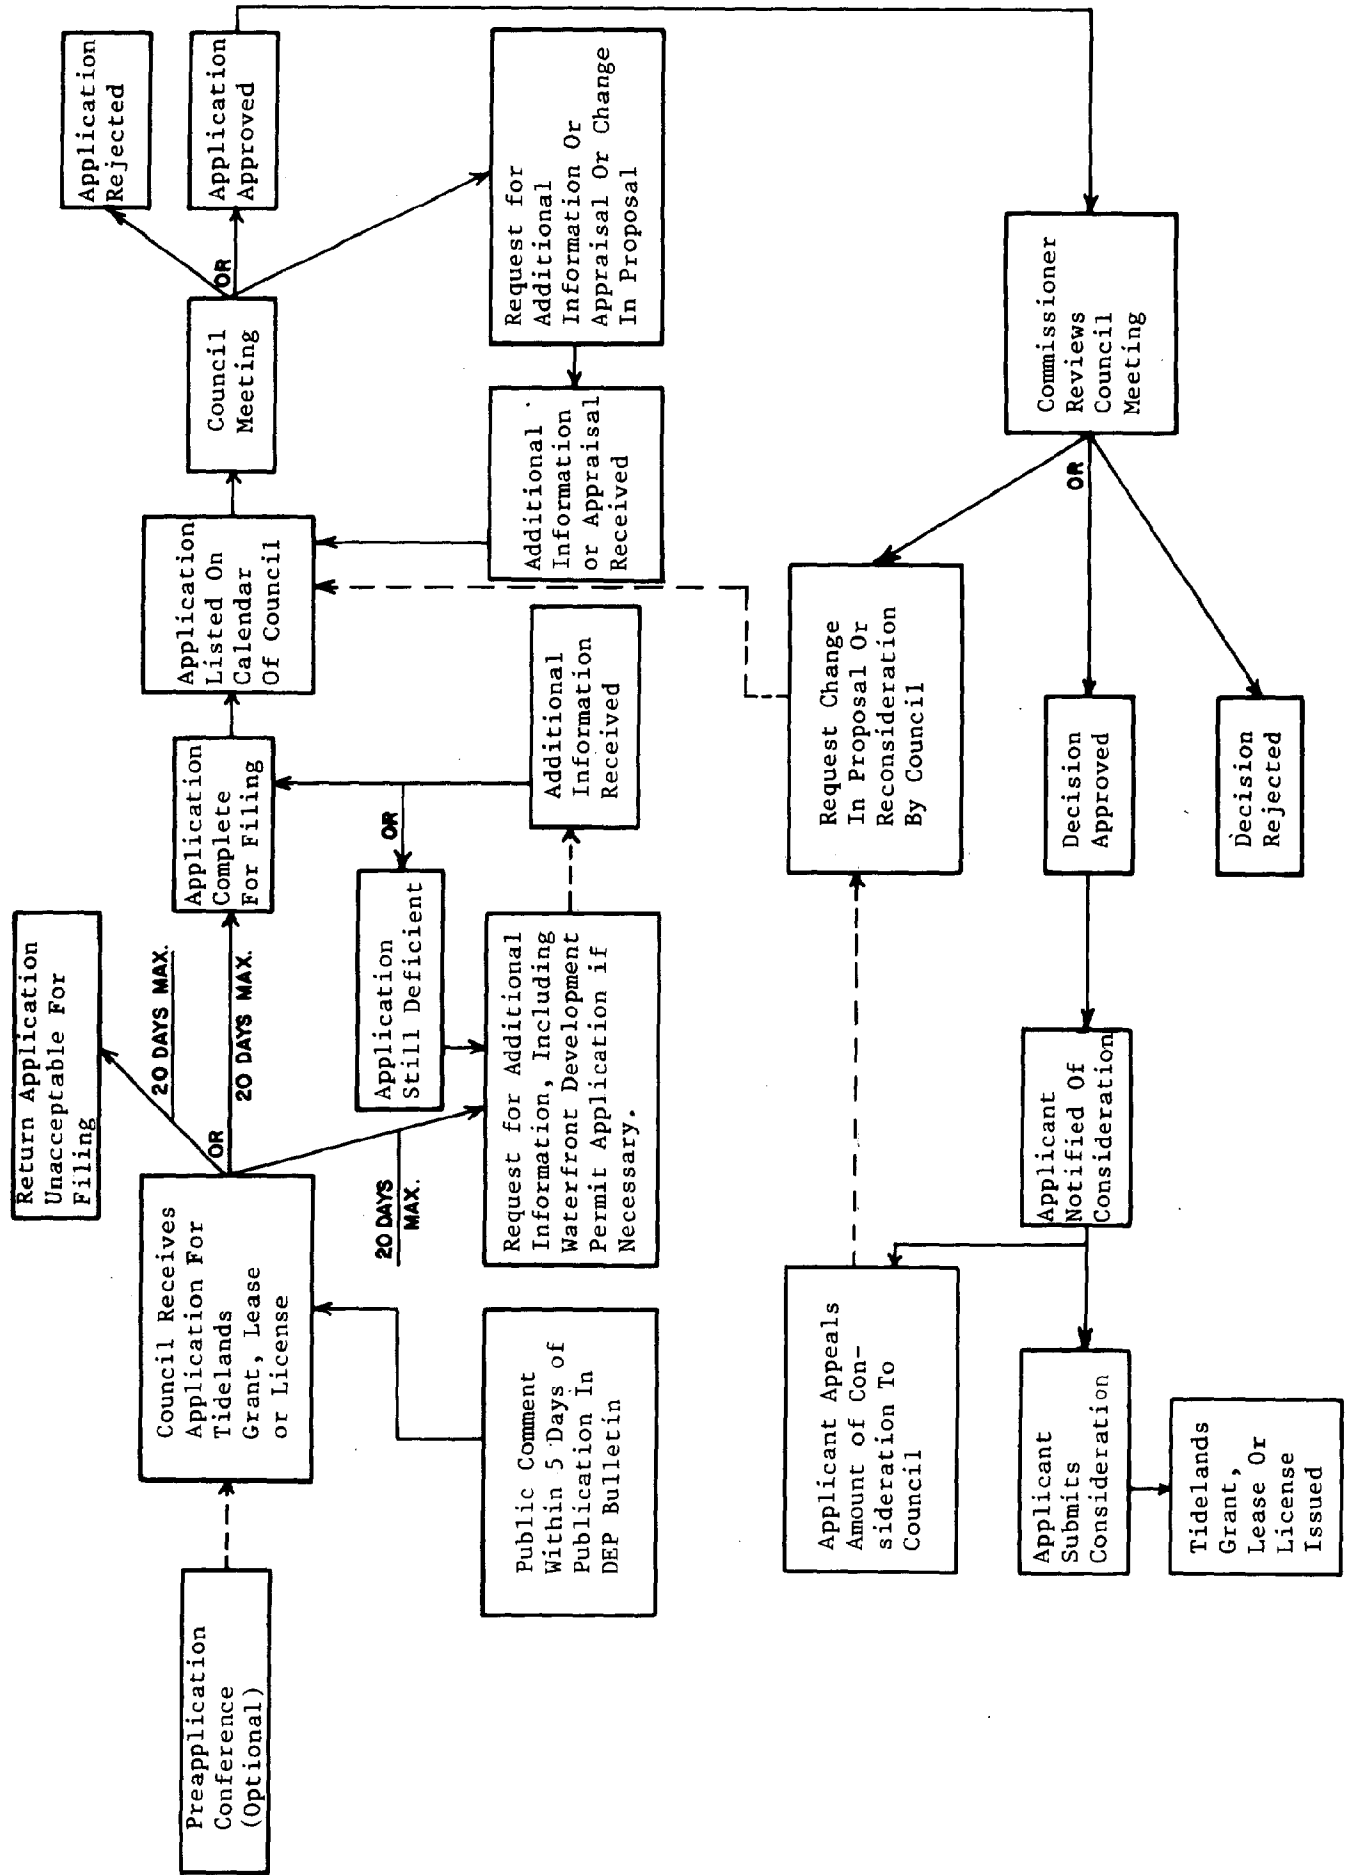 Preapplication
Conference
(Optional)
Council Receives
Application For
Tidelands
Grant, Lease
or License
Public Comment
Within 5 Days of
Publication In
DEP Bulletin
Return Application
Unacceptable For
Filing
20 DAYS MAX.
OR
20 DAYS MAX.
20 DAYS
MAX.
Application
Complete
For Filing
OR
Application
Still Deficient
Request for Additional
Information, Including
Waterfront Development
Permit Application if
Necessary.
Additional
Information
Received
Application
Listed On
Calendar
Of Council
Council
Meeting
OR
Application
Rejected
Application
Approved
Request for
Additional
Information Or
Appraisal Or Change
In Proposal
Additional
Information
or Appraisal
Received
Commissioner
Reviews
Council
Meeting
OR
Request Change
In Proposal Or
Reconsideration
By Council
Decision
Approved
Decision
Rejected
Applicant
Notified Of
Consideration
Applicant Appeals
Amount of Con-
sideration To
Council
Applicant
Submits
Consideration
Tidelands
Grant,
Lease Or
License
Issued